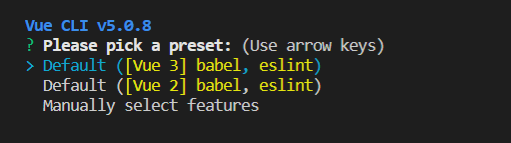 Vue CLI v5.0.8
? Please pick a preset: (Use arrow keys)
> Default ([Vue 3] babel, eslint)
Default ([Vue 2] babel, eslint)
Manually select features